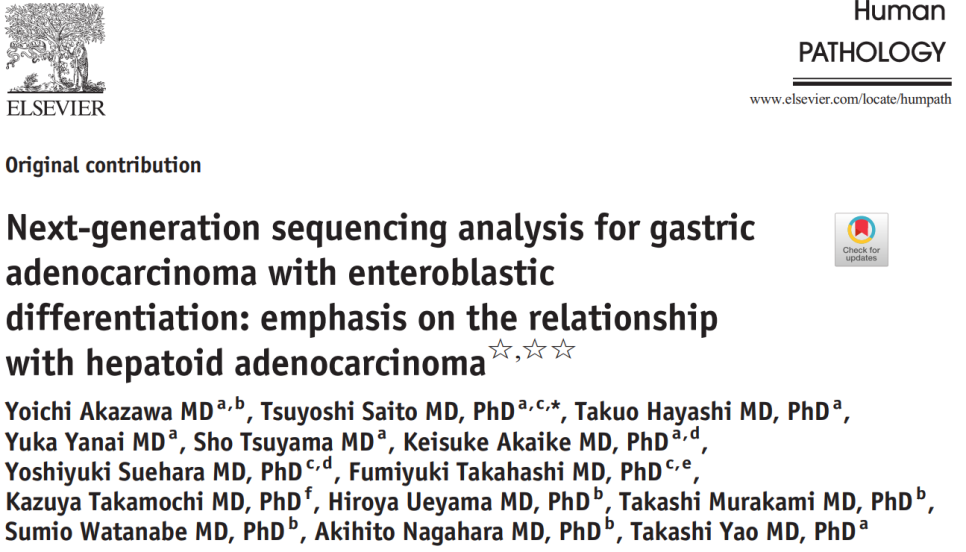 ELSEVIER
Human
PATHOLOGY
www.elsevier.com/locate/humpath
Original contribution
Next-generation sequencing analysis for gastric
adenocarcinoma with enteroblastic
differentiation: emphasis on the relationship
with hepatoid adenocarcinoma☆,☆☆
Check for
updates
Yoichi Akazawa MD a,b, Tsuyoshi Saito MD, PhD a,c,*, Takuo Hayashi MD, PhD a,
Yuka Yanai MD a, Sho Tsuyama MD a, Keisuke Akaike MD, PhD a,d,
Yoshiyuki Suehara MD, PhD c,d, Fumiyuki Takahashi MD, PhD c,e,
Kazuya Takamochi MD, PhD f, Hiroya Ueyama MD, PhD b, Takashi Murakami MD, PhD b,
Sumio Watanabe MD, PhD b, Akihito Nagahara MD, PhD b, Takashi Yao MD, PhD a